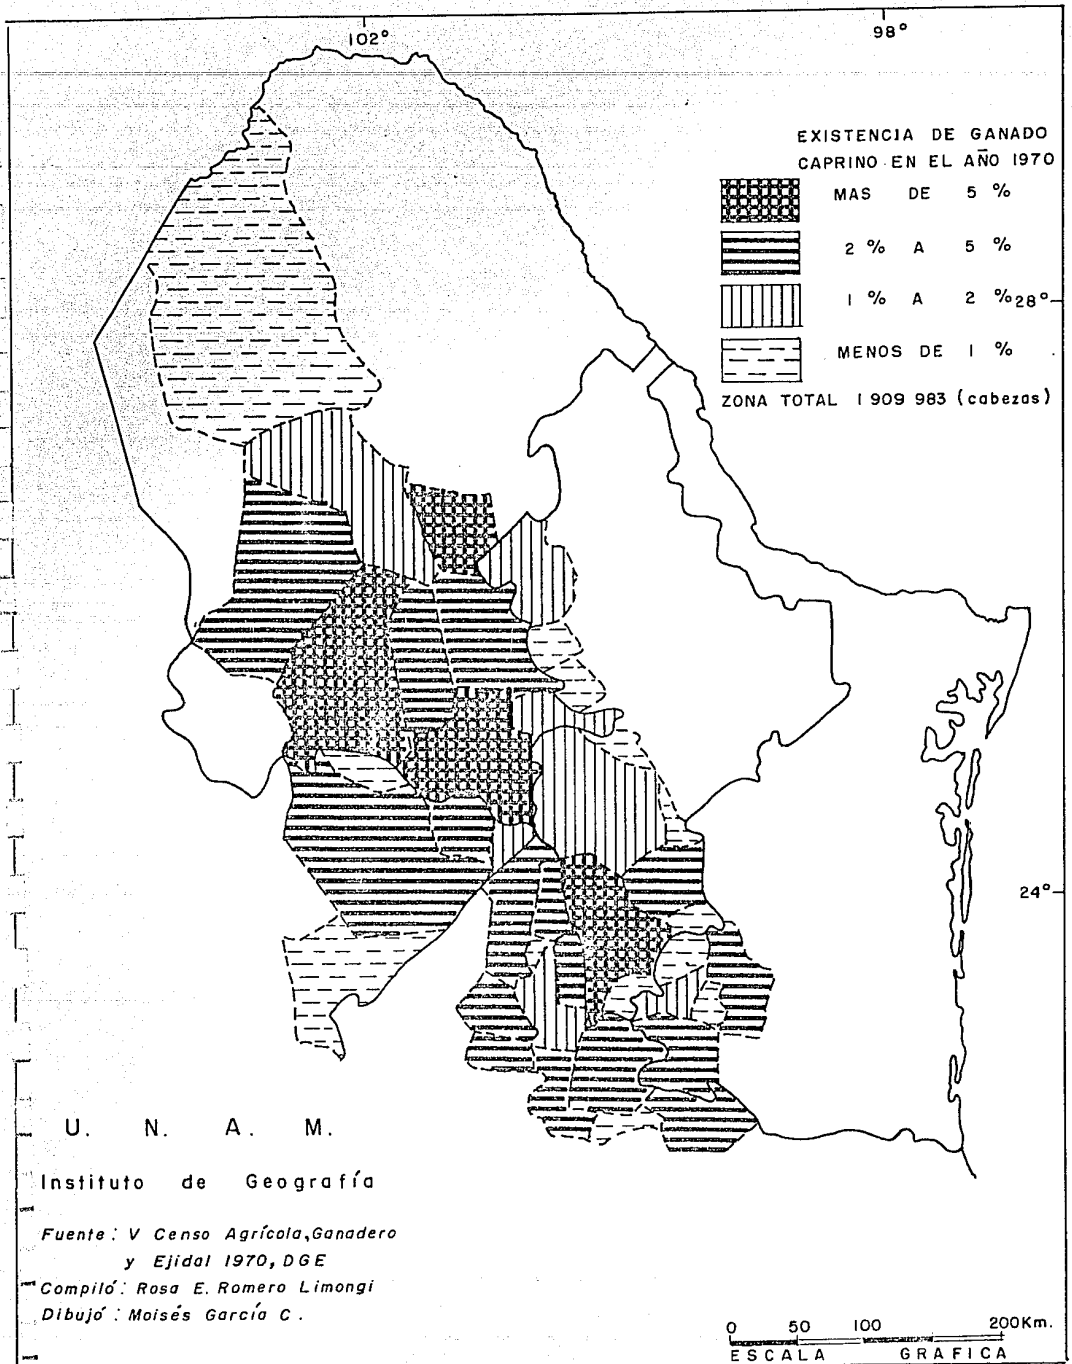 102°
98°
EXISTENCIA DE GANADO
CAPRINO EN EL AÑO 1970
MAS DE 5 %
2 % A 5 %
1 % A 2 %
28°
MENOS DE 1 %
ZONA TOTAL 1 909 983 (cabezas)
24°
U. N. A. M.
Instituto de Geografía
Fuente: V Censo Agrícola, Ganadero
y Ejidal 1970, DGE
Compiló: Rosa E. Romero Limongi
Dibujó: Moisés García C.
0 50 100 200Km.
ESCALA GRAFICA